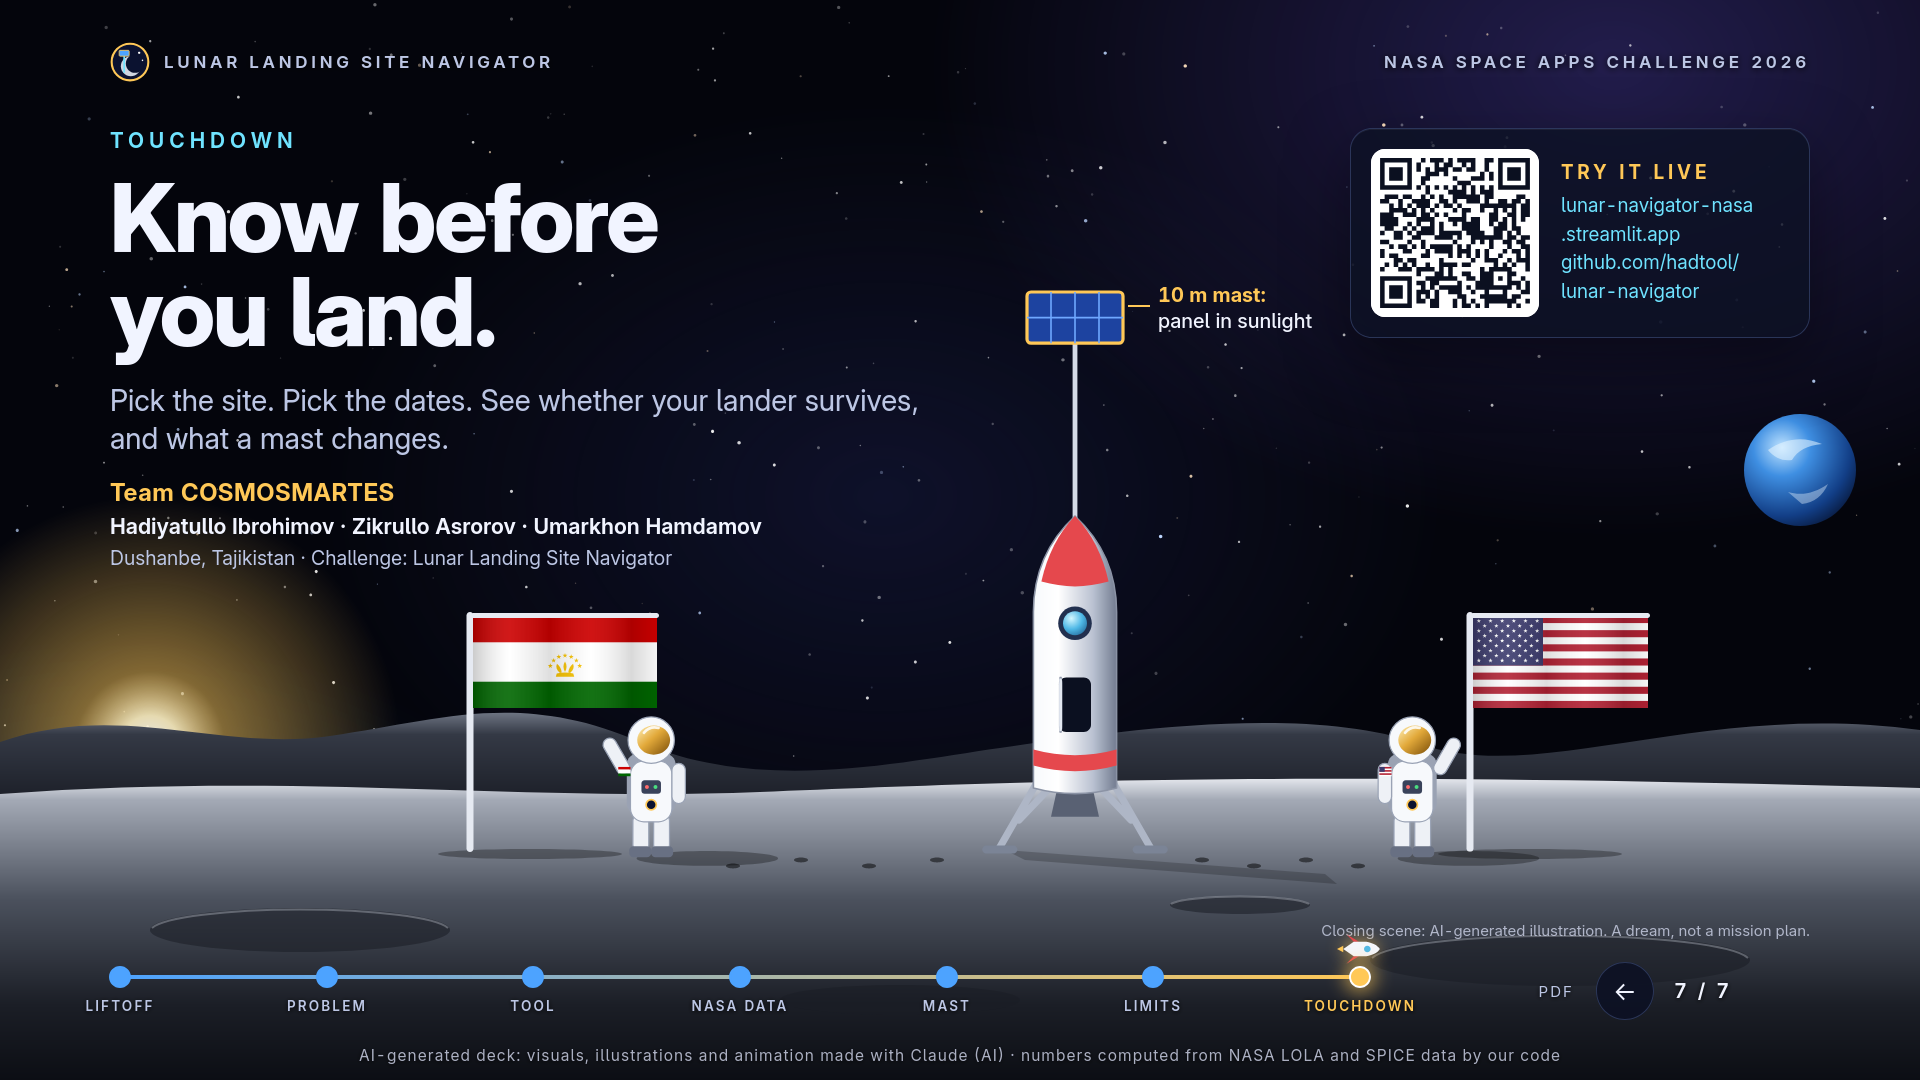 LUNAR LANDING SITE NAVIGATOR
NASA SPACE APPS CHALLENGE 2026
TOUCHDOWN
Know before
you land.
Pick the site. Pick the dates. See whether your lander survives,
and what a mast changes.
Team COSMOSMARTES
Hadiyatullo Ibrohimov · Zikrullo Asrorov · Umarkhon Hamdamov
Dushanbe, Tajikistan · Challenge: Lunar Landing Site Navigator
TRY IT LIVE
lunar-navigator-nasa
.streamlit.app
github.com/hadtool/
lunar-navigator
10 m mast:
panel in sunlight
Closing scene: AI-generated illustration. A dream, not a mission plan.
LIFTOFF
PROBLEM
TOOL
NASA DATA
MAST
LIMITS
TOUCHDOWN
PDF
←
7 / 7
AI-generated deck: visuals, illustrations and animation made with Claude (AI) · numbers computed from NASA LOLA and SPICE data by our code